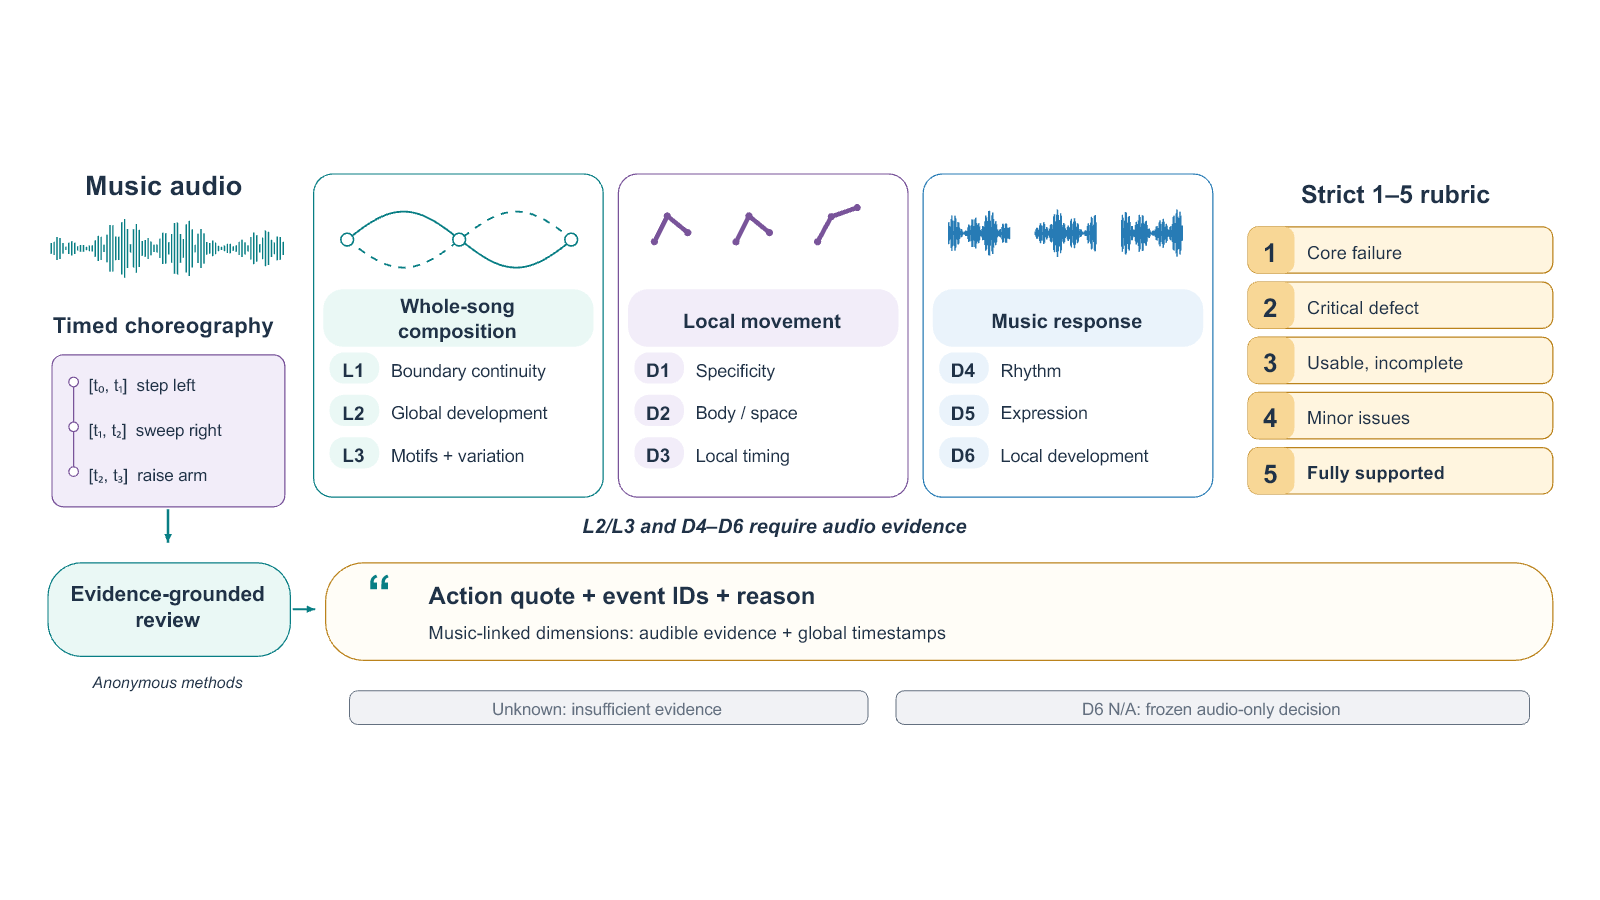 Music audio
Timed choreography
[t₀, t₁] step left
[t₁, t₂] sweep right
[t₂, t₃] raise arm
Whole-song
composition
L1 Boundary continuity
L2 Global development
L3 Motifs + variation
Local movement
D1 Specificity
D2 Body / space
D3 Local timing
Music response
D4 Rhythm
D5 Expression
D6 Local development
Strict 1–5 rubric
1 Core failure
2 Critical defect
3 Usable, incomplete
4 Minor issues
5 Fully supported
L2/L3 and D4–D6 require audio evidence
Evidence-grounded
review
Anonymous methods
“
Action quote + event IDs + reason
Music-linked dimensions: audible evidence + global timestamps
Unknown: insufficient evidence
D6 N/A: frozen audio-only decision